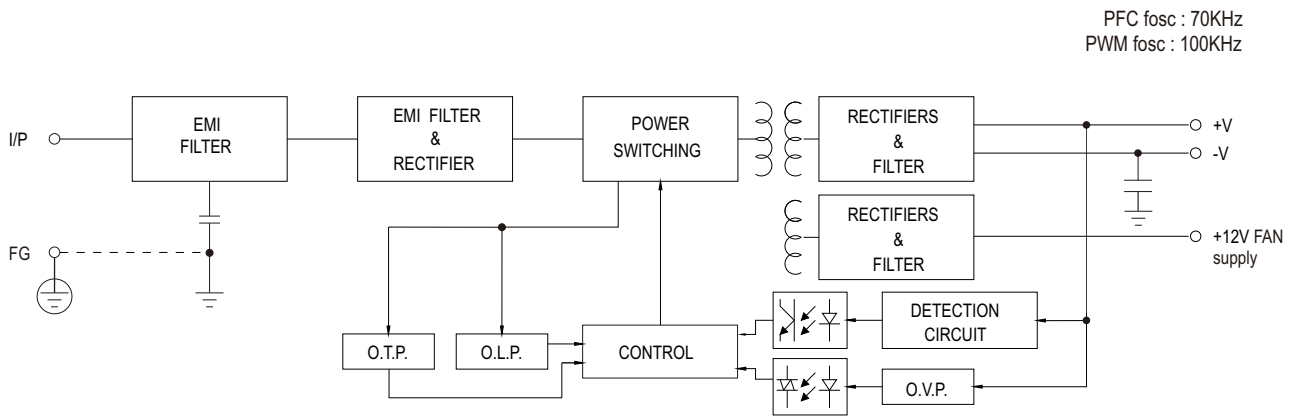 PFC fosc : 70KHz
PWM fosc : 100KHz
I/P
EMI
FILTER
EMI FILTER
&
RECTIFIER
POWER
SWITCHING
RECTIFIERS
&
FILTER
+V
-V
RECTIFIERS
&
FILTER
+12V FAN
supply
FG
DETECTION
CIRCUIT
O.T.P.
O.L.P.
CONTROL
O.V.P.